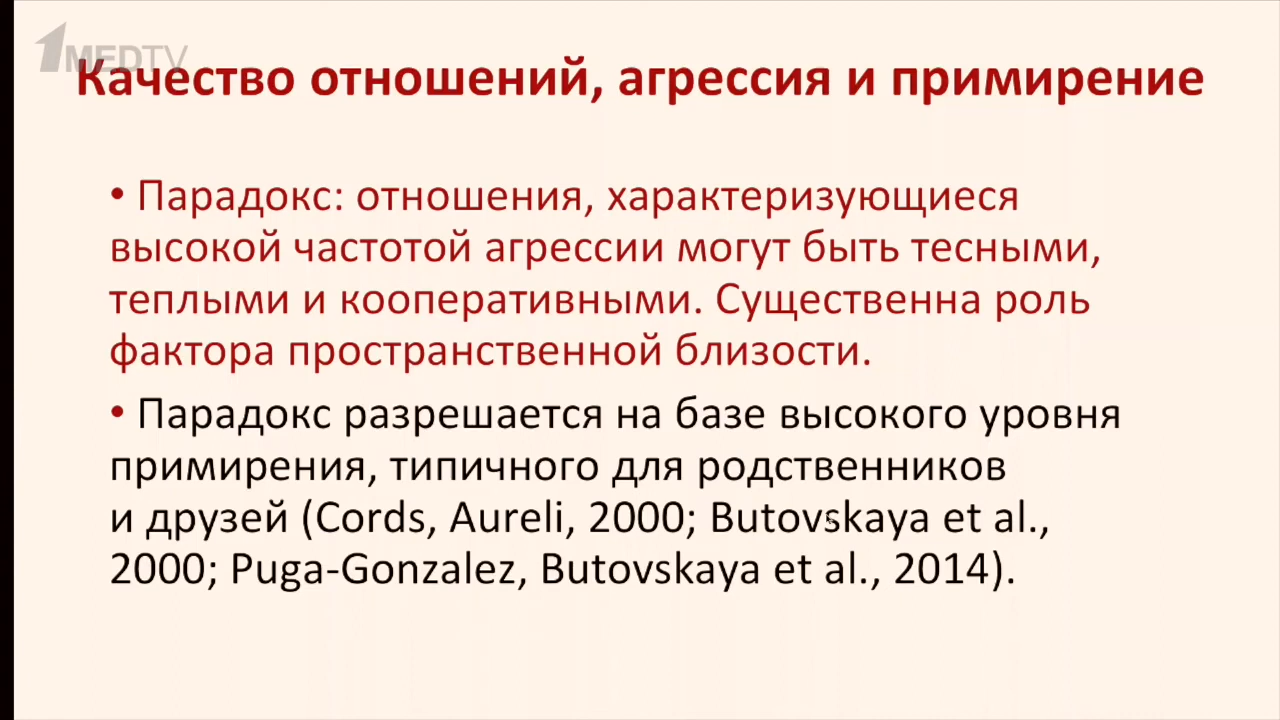 1MEDTV
Качество отношений, агрессия и примирение
• Парадокс: отношения, характеризующиеся
высокой частотой агрессии могут быть тесными,
теплыми и кооперативными. Существенна роль
фактора пространственной близости.
• Парадокс разрешается на базе высокого уровня
примирения, типичного для родственников
и друзей (Cords, Aureli, 2000; Butovskaya et al.,
2000; Puga-Gonzalez, Butovskaya et al., 2014).